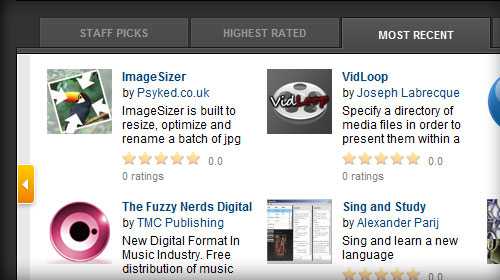 STAFF PICKS
HIGHEST RATED
MOST RECENT
ImageSizer
by Psyked.co.uk
ImageSizer is built to
resize, optimize and
rename a batch of jpg
0.0
0 ratings
VidLoop
VidLoop
by Joseph Labrecque
Specify a directory of
media files in order to
present them within a
0.0
0 ratings
The Fuzzy Nerds Digital
by TMC Publishing
New Digital Format In
Music Industry. Free
distribution of music
Sing and Study
by Alexander Parij
Sing and learn a new
language